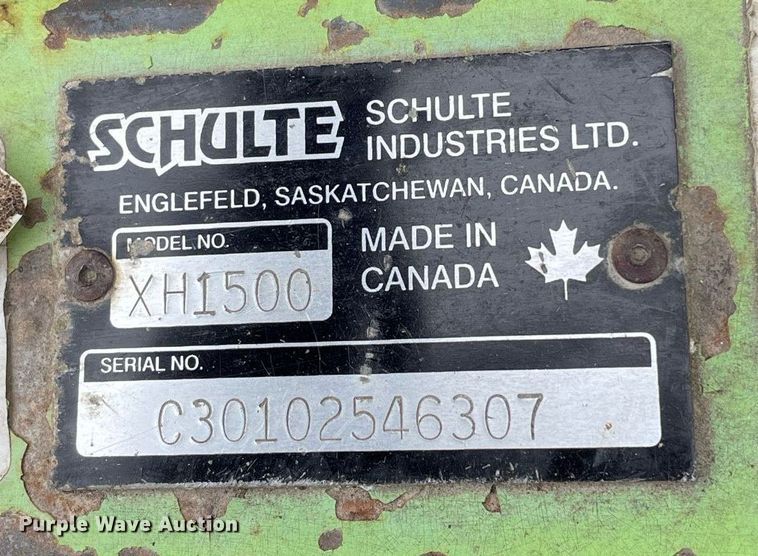 SCHULTE
SCHULTE
INDUSTRIES LTD.
ENGLEFELD, SASKATCHEWAN, CANADA.
MODEL NO.
XH1500
MADE IN
CANADA
SERIAL NO.
C30102546307
Purple Wave Auction